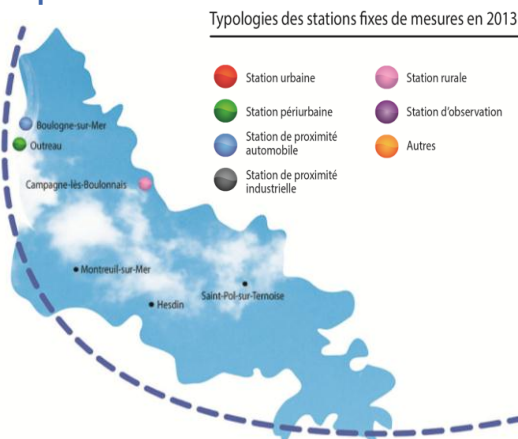 Typologies des stations fixes de mesures en 2013
Station urbaine
Station rurale
Station périurbaine
Station d'observation
Station de proximité
automobile
Autres
Station de proximité
industrielle
Boulogne-sur-Mer
Outreau
Campagne-lès-Boulonnais
Montreuil-sur-Mer
Saint-Pol-sur-Ternoise
Hesdin